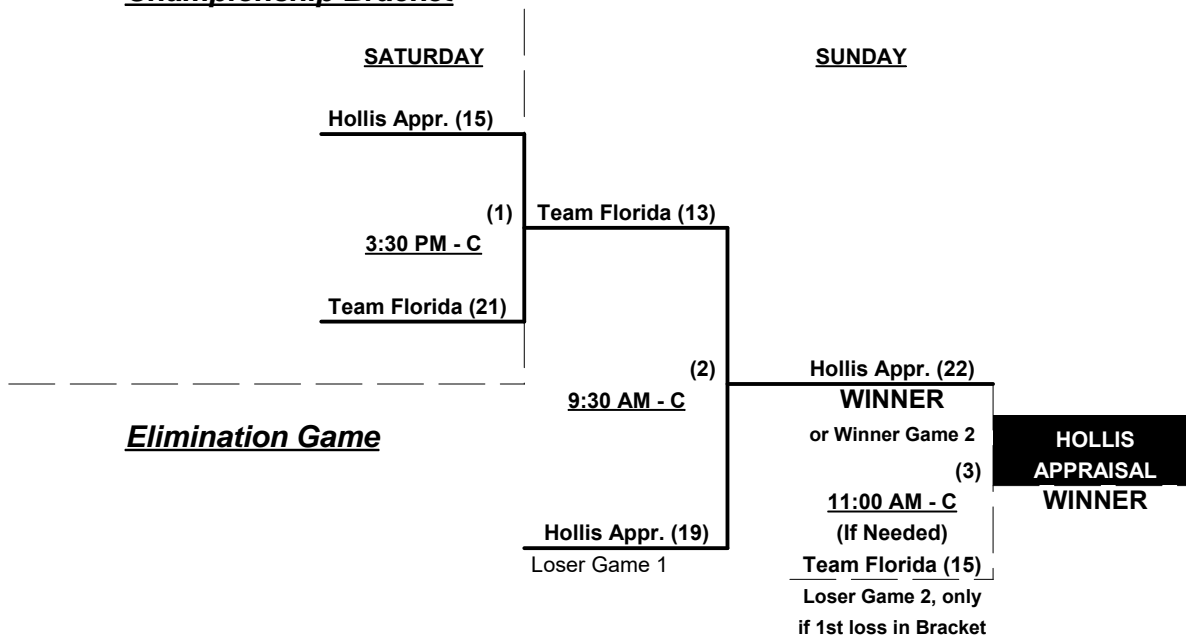 SATURDAY
SUNDAY
Hollis Appr. (15)
(1)
Team Florida (13)
3:30 PM - C
Team Florida (21)
(2)
Hollis Appr. (22)
9:30 AM - C
WINNER
Elimination Game
or Winner Game 2
HOLLIS
(3)
APPRAISAL
11:00 AM - C
WINNER
Hollis Appr. (19)
(If Needed)
Loser Game 1
Team Florida (15)
Loser Game 2, only
if 1st loss in Bracket